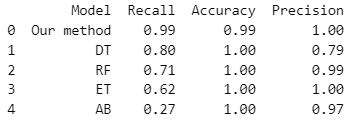 Model Recall Accuracy Precision
0 Our method 0.99 0.99 1.00
1 DT 0.80 1.00 0.79
2 RF 0.71 1.00 0.99
3 ET 0.62 1.00 1.00
4 AB 0.27 1.00 0.97